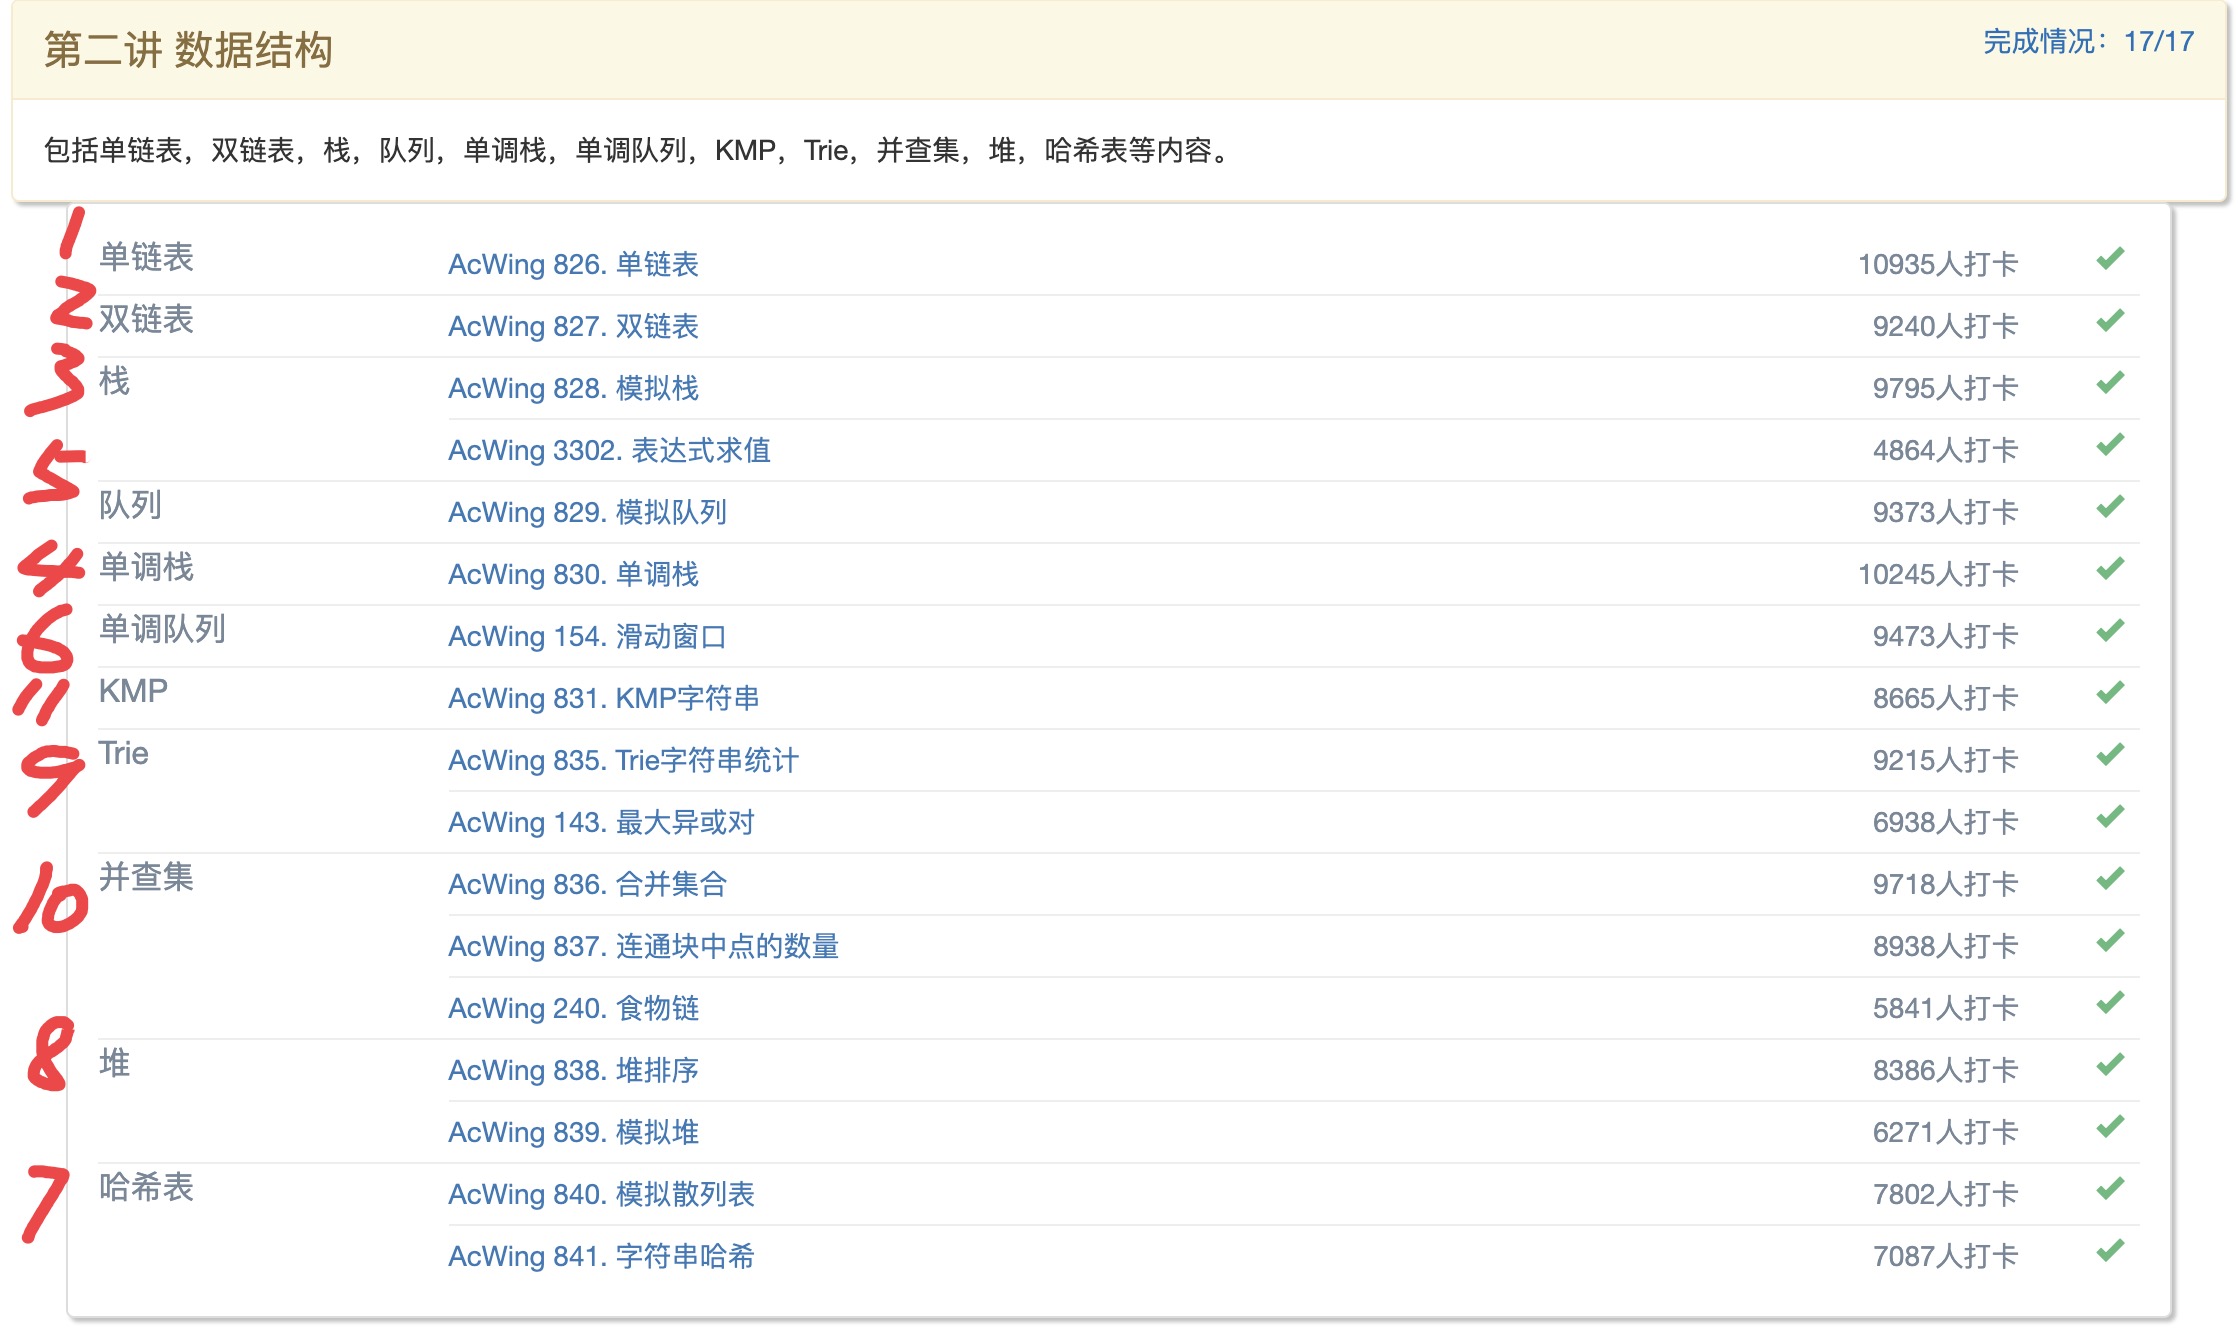 第二讲 数据结构 完成情况：17/17
包括单链表，双链表，栈，队列，单调栈，单调队列，KMP，Trie，并查集，堆，哈希表等内容。
1 单链表 AcWing 826. 单链表 10935人打卡
2 双链表 AcWing 827. 双链表 9240人打卡
3 栈 AcWing 828. 模拟栈 9795人打卡
AcWing 3302. 表达式求值 4864人打卡
5 队列 AcWing 829. 模拟队列 9373人打卡
4 单调栈 AcWing 830. 单调栈 10245人打卡
6 单调队列 AcWing 154. 滑动窗口 9473人打卡
11 KMP AcWing 831. KMP字符串 8665人打卡
9 Trie AcWing 835. Trie字符串统计 9215人打卡
AcWing 143. 最大异或对 6938人打卡
10 并查集 AcWing 836. 合并集合 9718人打卡
AcWing 837. 连通块中点的数量 8938人打卡
AcWing 240. 食物链 5841人打卡
8 堆 AcWing 838. 堆排序 8386人打卡
AcWing 839. 模拟堆 6271人打卡
7 哈希表 AcWing 840. 模拟散列表 7802人打卡
AcWing 841. 字符串哈希 7087人打卡